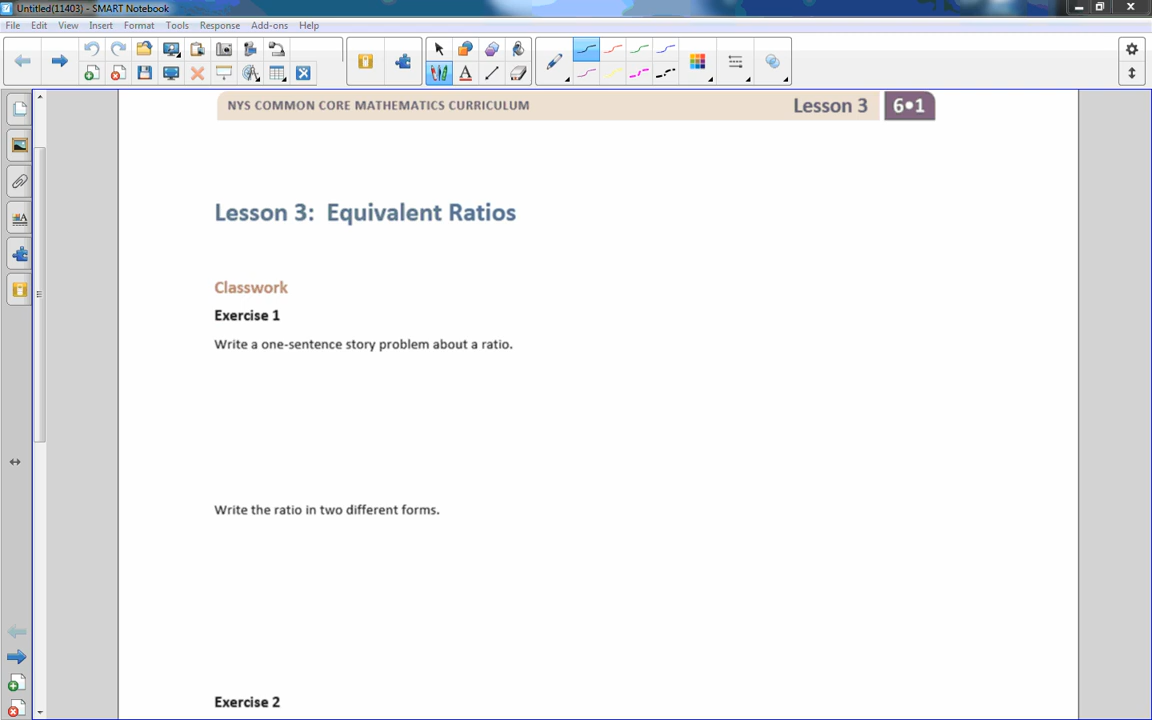 Untitled(11403) - SMART Notebook
File Edit View Insert Format Tools Response Add-ons Help
NYS COMMON CORE MATHEMATICS CURRICULUM Lesson 3 6•1
Lesson 3: Equivalent Ratios
Classwork
Exercise 1
Write a one-sentence story problem about a ratio.
Write the ratio in two different forms.
Exercise 2